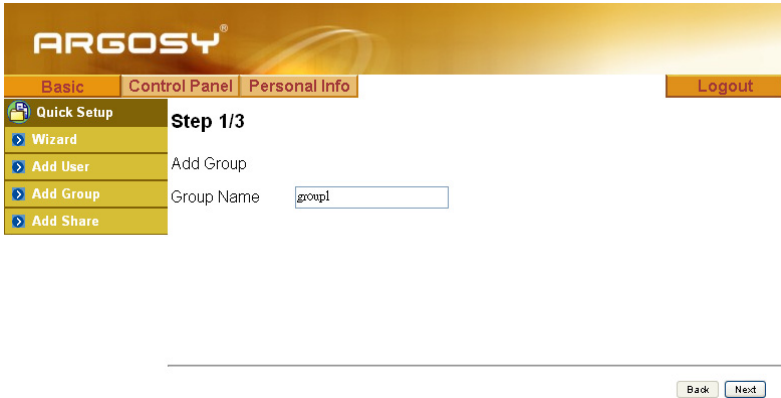 ARGOSY®
Basic
Control Panel
Personal Info
Logout
Quick Setup
Wizard
Add User
Add Group
Add Share
Step 1/3
Add Group
Group Name
group1
Back
Next